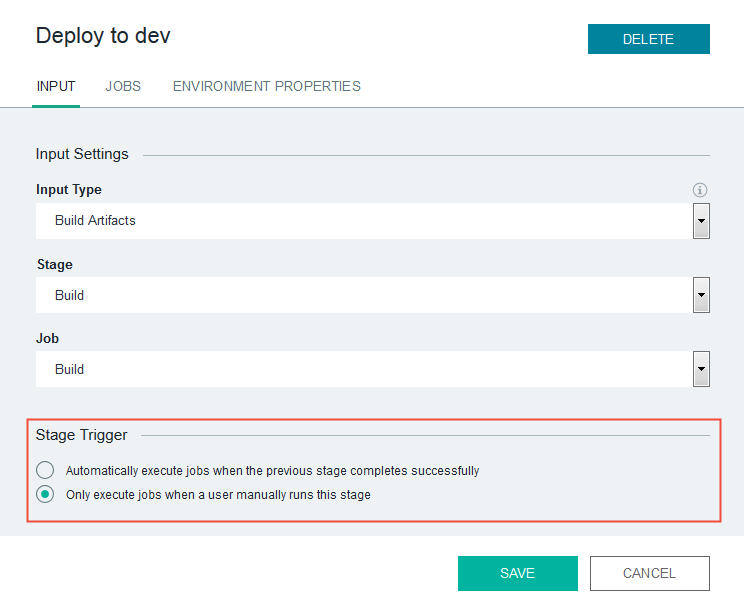 Deploy to dev
DELETE
INPUT JOBS ENVIRONMENT PROPERTIES
Input Settings
Input Type
Build Artifacts
Stage
Build
Job
Build
Stage Trigger
Automatically execute jobs when the previous stage completes successfully
Only execute jobs when a user manually runs this stage
SAVE CANCEL